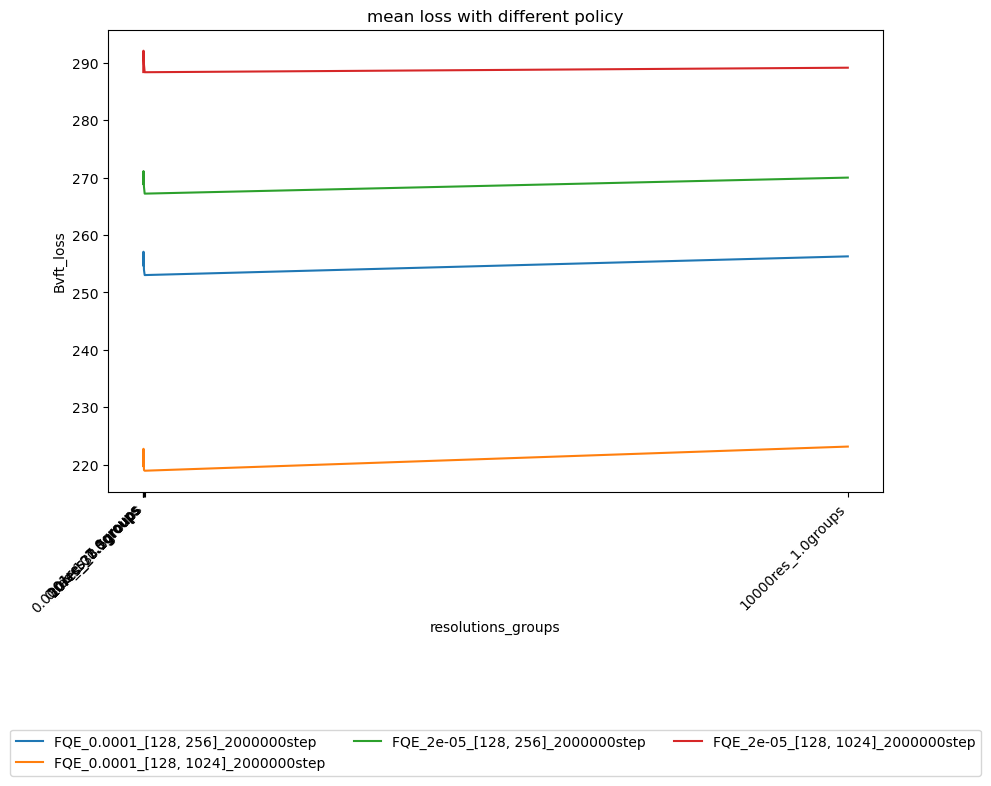 mean loss with different policy
290
280
270
260
250
240
230
220
Bvft_loss
10000res_1.0groups
resolutions_groups
FQE_0.0001_[128, 256]_2000000step
FQE_2e-05_[128, 256]_2000000step
FQE_2e-05_[128, 1024]_2000000step
FQE_0.0001_[128, 1024]_2000000step